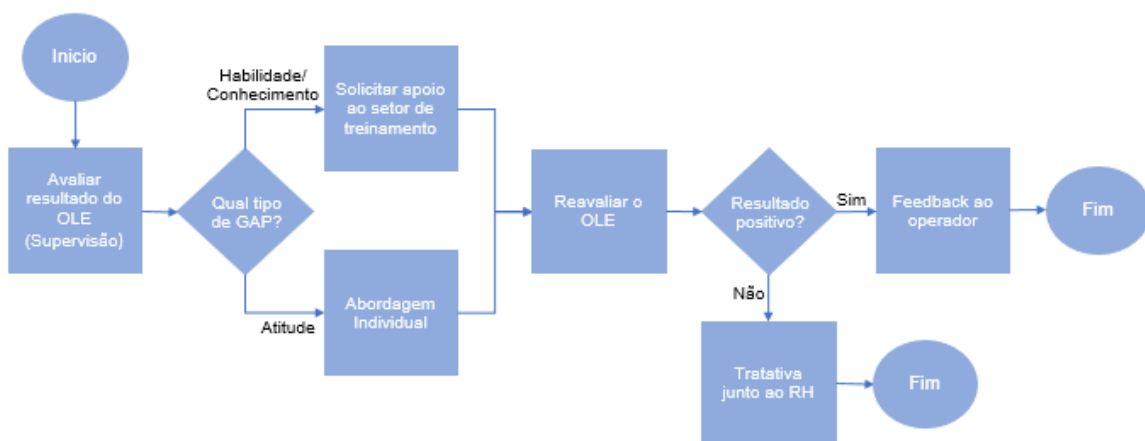 Inicio
Habilidade/
Conhecimento
Solicitar apoio
ao setor de
treinamento
Avaliar
resultado do
OLE
(Supervisão)
Qual tipo
de GAP?
Atitude
Abordagem
Individual
Reavaliar o
OLE
Resultado
positivo?
Sim
Feedback ao
operador
Fim
Não
Tratativa
junto ao RH
Fim